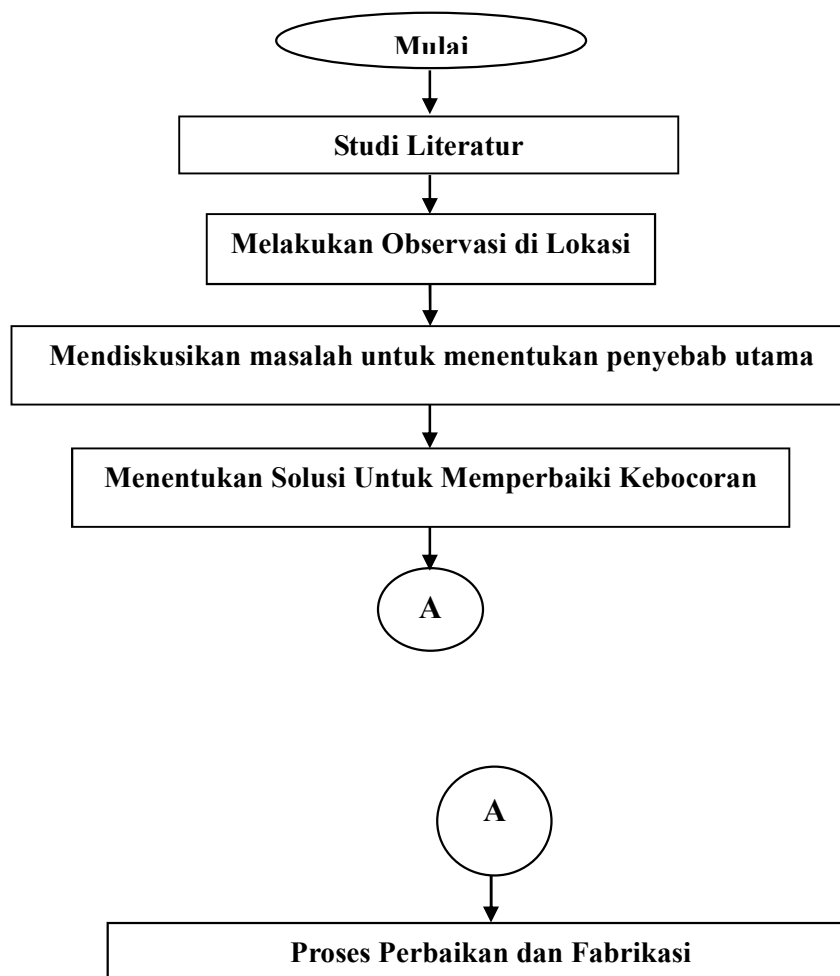 Mulai
Studi Literatur
Melakukan Observasi di Lokasi
Mendiskusikan masalah untuk menentukan penyebab utama
Menentukan Solusi Untuk Memperbaiki Kebocoran
A
A
Proses Perbaikan dan Fabrikasi